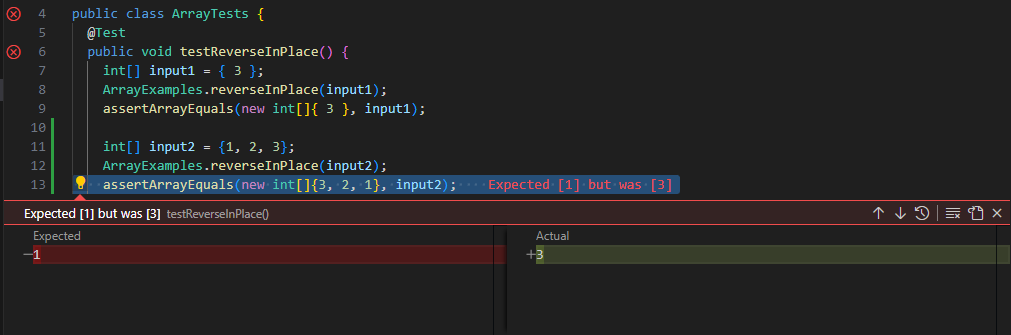 4 public class ArrayTests {
5 @Test
6 public void testReverseInPlace() {
7 int[] input1 = { 3 };
8 ArrayExamples.reverseInPlace(input1);
9 assertArrayEquals(new int[]{ 3 }, input1);
10
11 int[] input2 = {1, 2, 3};
12 ArrayExamples.reverseInPlace(input2);
13 assertArrayEquals(new int[]{3, 2, 1}, input2); Expected [1] but was [3]
Expected [1] but was [3] testReverseInPlace()
Expected Actual
−1 +3